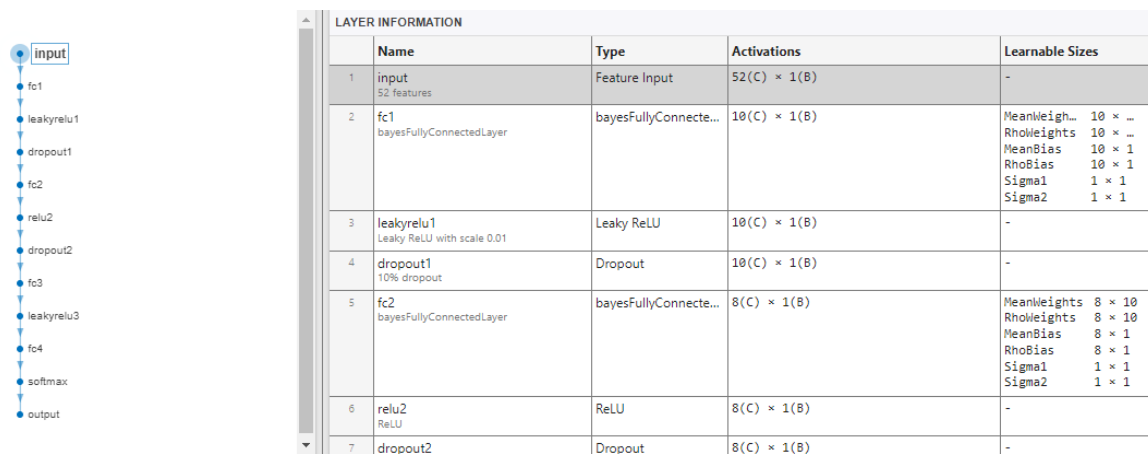 input
fc1
leakyrelu1
dropout1
fc2
relu2
dropout2
fc3
leakyrelu3
fc4
softmax
output
LAYER INFORMATION
Name Type Activations Learnable Sizes
1 input Feature Input 52(C) × 1(B) -
52 features
2 fc1 bayesFullyConnecte... 10(C) × 1(B) MeanWeigh… 10 × …
bayesFullyConnectedLayer RhoWeights 10 × …
MeanBias 10 × 1
RhoBias 10 × 1
Sigma1 1 × 1
Sigma2 1 × 1
3 leakyrelu1 Leaky ReLU 10(C) × 1(B) -
Leaky ReLU with scale 0.01
4 dropout1 Dropout 10(C) × 1(B) -
10% dropout
5 fc2 bayesFullyConnecte... 8(C) × 1(B) MeanWeights 8 × 10
bayesFullyConnectedLayer RhoWeights 8 × 10
MeanBias 8 × 1
RhoBias 8 × 1
Sigma1 1 × 1
Sigma2 1 × 1
6 relu2 ReLU 8(C) × 1(B) -
ReLU
7 dropout2 Dropout 8(C) × 1(B) -